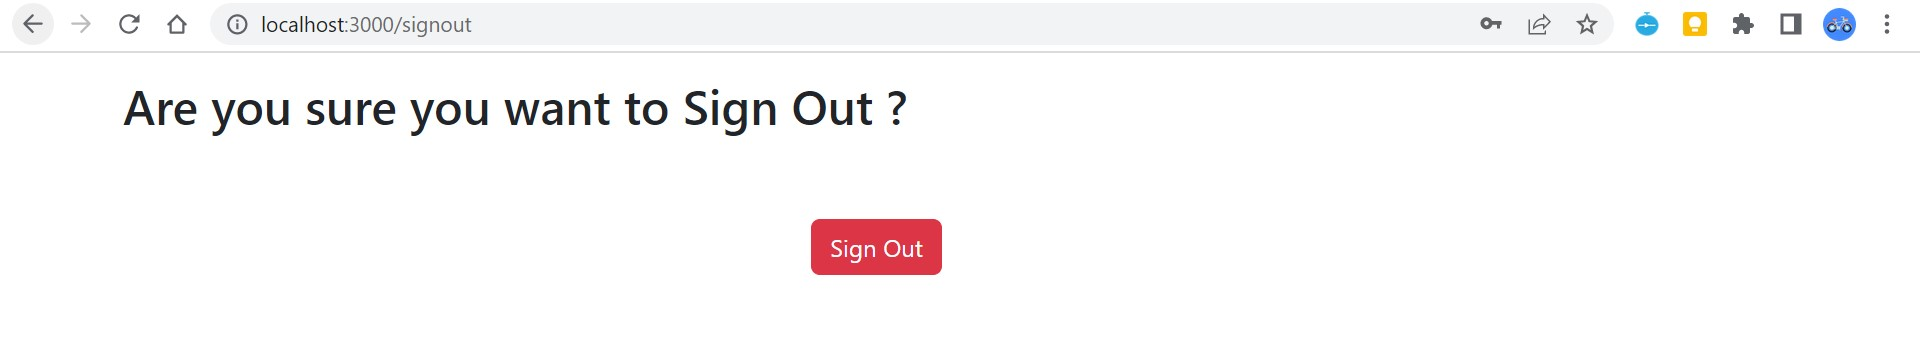 localhost:3000/signout
Are you sure you want to Sign Out ?
Sign Out